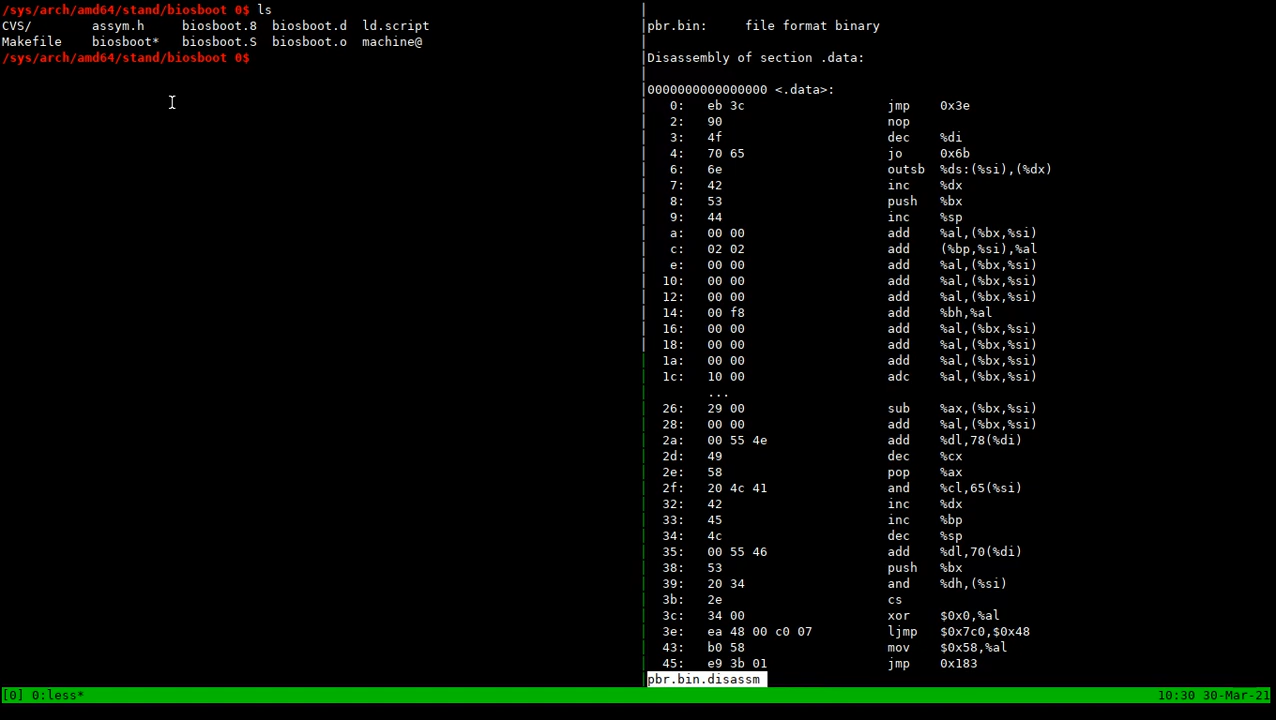 /sys/arch/amd64/stand/biosboot 0$ ls
CVS/      assym.h     biosboot.8  biosboot.d  ld.script
Makefile    biosboot*   biosboot.S  biosboot.o  machine@
/sys/arch/amd64/stand/biosboot 0$
pbr.bin:     file format binary
Disassembly of section .data:
0000000000000000 <.data>:
0:   eb 3c                   jmp    0x3e
2:   90                      nop
3:   4f                      dec    %di
4:   70 65                   jo     0x6b
6:   6e                      outsb  %ds:(%si),(%dx)
7:   42                      inc    %dx
8:   53                      push   %bx
9:   44                      inc    %sp
a:   00 00                   add    %al,(%bx,%si)
c:   02 02                   add    (%bp,%si),%al
e:   00 00                   add    %al,(%bx,%si)
10:   00 00                   add    %al,(%bx,%si)
12:   00 00                   add    %al,(%bx,%si)
14:   00 f8                   add    %bh,%al
16:   00 00                   add    %al,(%bx,%si)
18:   00 00                   add    %al,(%bx,%si)
1a:   00 00                   add    %al,(%bx,%si)
1c:   10 00                   adc    %al,(%bx,%si)
...
26:   29 00                   sub    %ax,(%bx,%si)
28:   00 00                   add    %al,(%bx,%si)
2a:   00 55 4e                add    %dl,78(%di)
2d:   49                      dec    %cx
2e:   58                      pop    %ax
2f:   20 4c 41                and    %cl,65(%si)
32:   42                      inc    %dx
33:   45                      inc    %bp
34:   4c                      dec    %sp
35:   00 55 46                add    %dl,70(%di)
38:   53                      push   %bx
39:   20 34                   and    %dh,(%si)
3b:   2e                      cs
3c:   34 00                   xor    $0x0,%al
3e:   ea 48 00 c0 07          ljmp   $0x7c0,$0x48
43:   b0 58                   mov    $0x58,%al
45:   e9 3b 01                jmp    0x183
pbr.bin.disassm
[0] 0:less*                  10:30 30-Mar-21